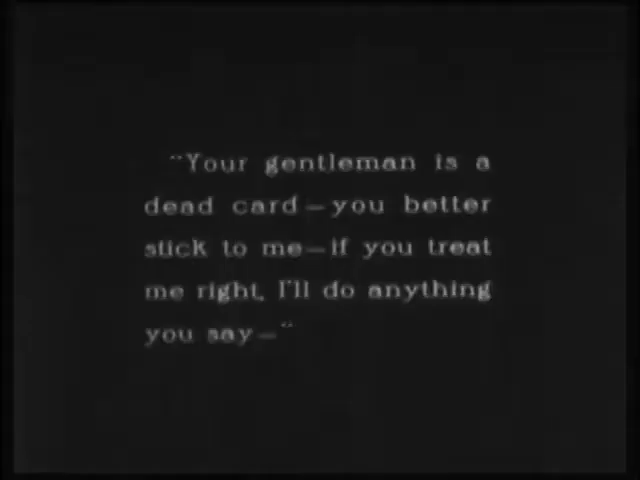 "Your gentleman is a
dead card—you better
stick to me—if you treat
me right, I'll do anything
you say—"